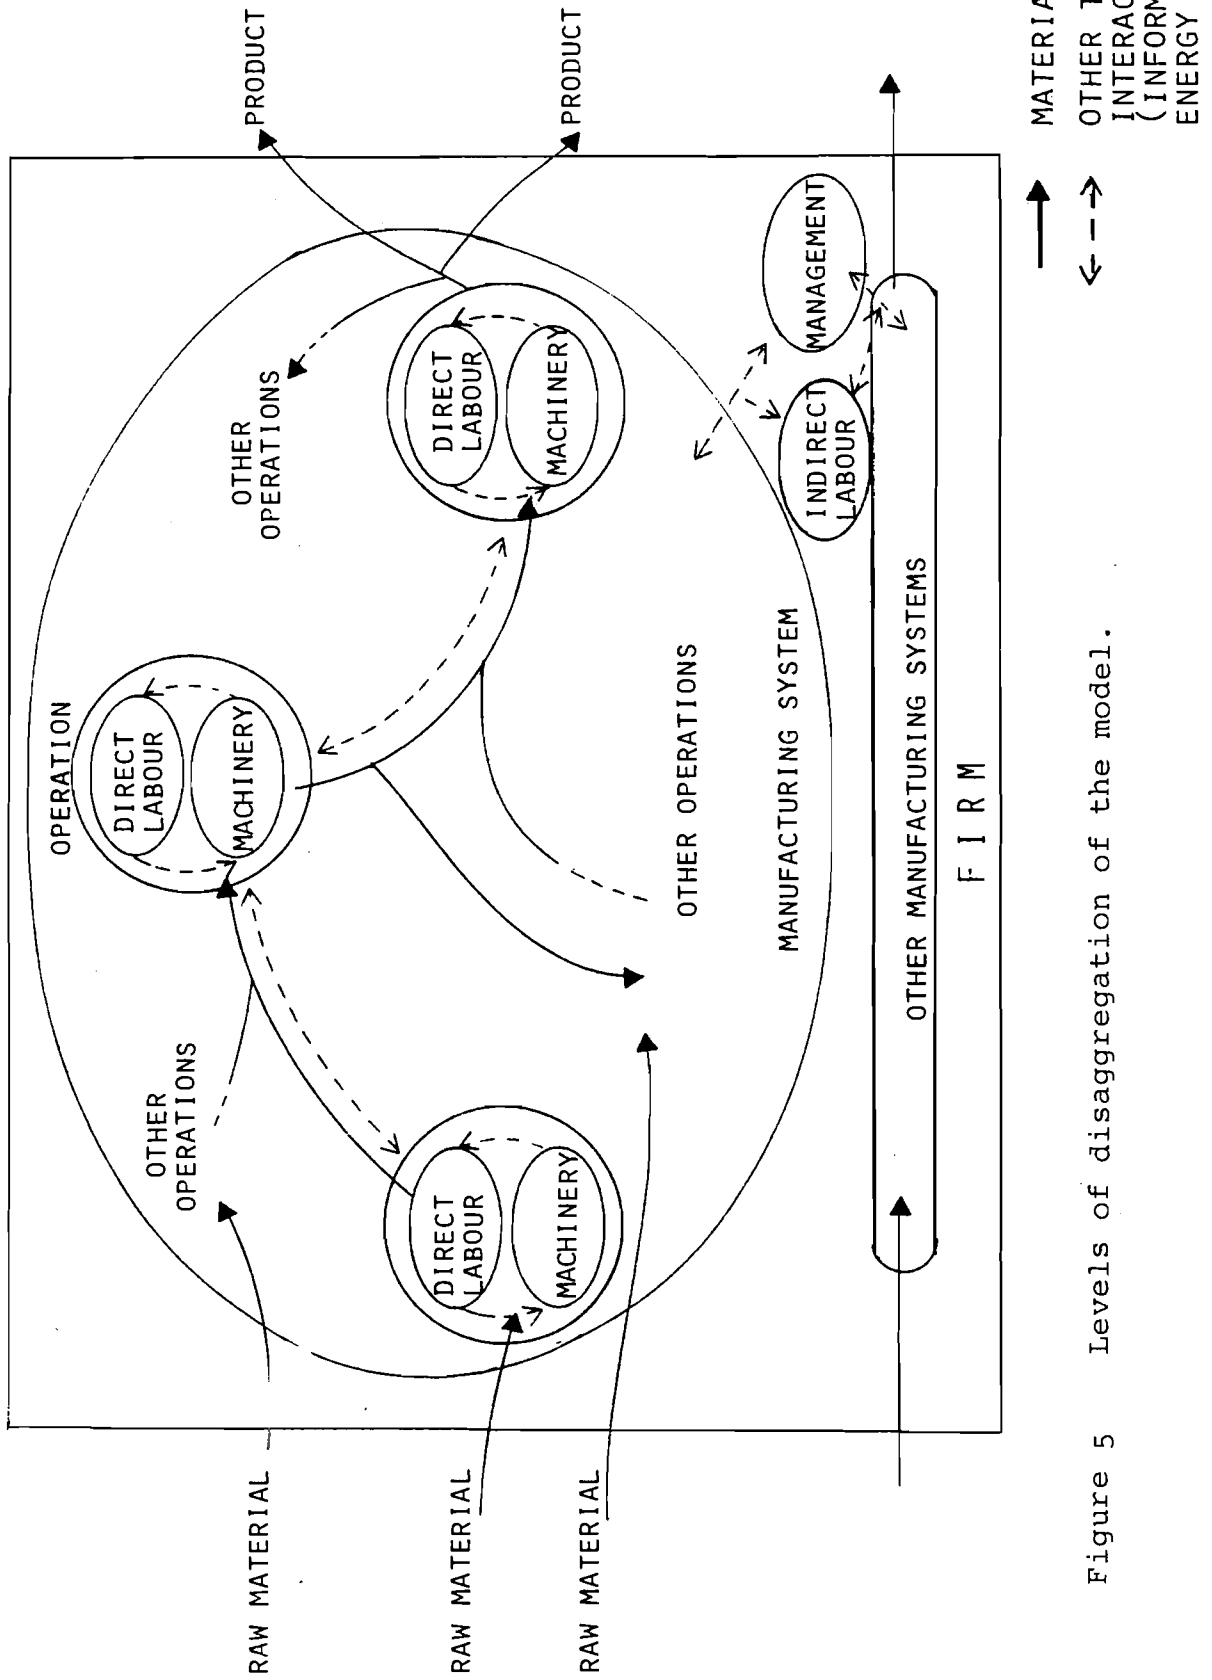 OPERATION
DIRECT
LABOUR
MACHINERY
OTHER
OPERATIONS
OTHER
OPERATIONS
RAW MATERIAL
RAW MATERIAL
RAW MATERIAL
DIRECT
LABOUR
MACHINERY
DIRECT
LABOUR
MACHINERY
PRODUCT
PRODUCT
OTHER OPERATIONS
MANUFACTURING SYSTEM
INDIRECT
LABOUR
MANAGEMENT
OTHER MANUFACTURING SYSTEMS
F I R M
MATERIA
OTHER
INTERAC
(INFORM
ENERGY
Figure 5 Levels of disaggregation of the model.